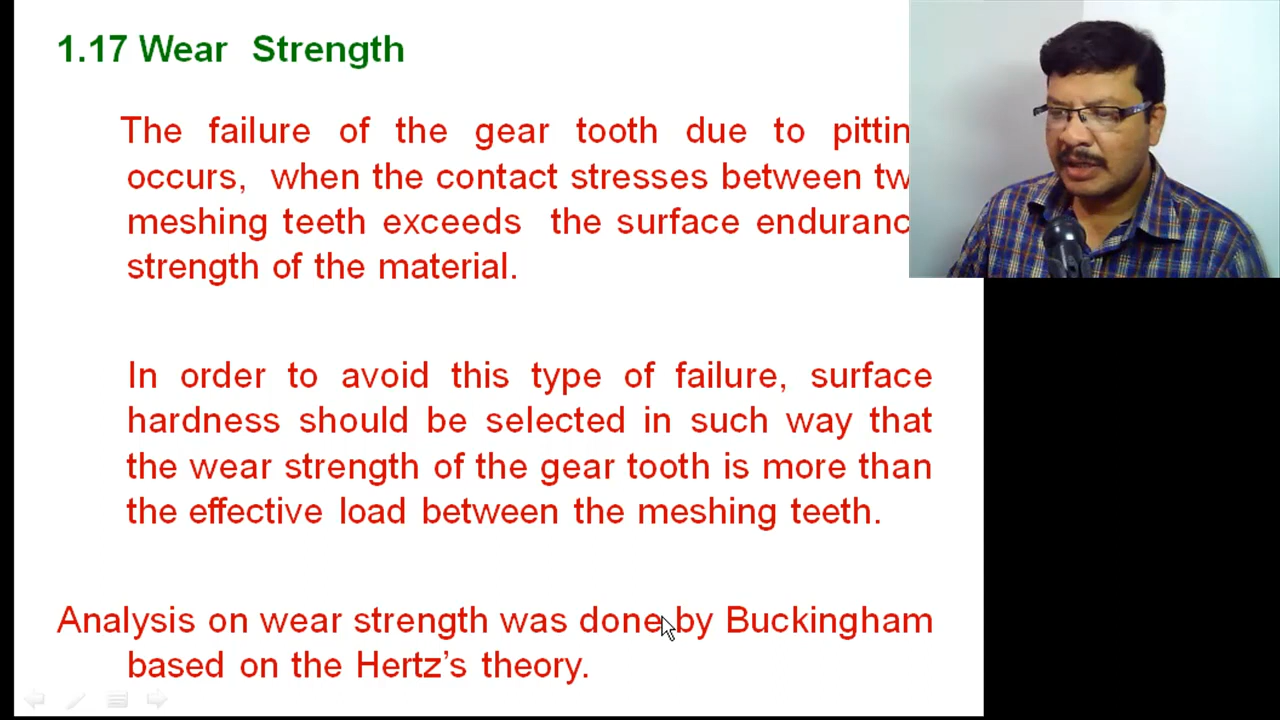 1.17 Wear Strength
The failure of the gear tooth due to pittin
occurs, when the contact stresses between tw
meshing teeth exceeds the surface enduranc
strength of the material.
In order to avoid this type of failure, surface
hardness should be selected in such way that
the wear strength of the gear tooth is more than
the effective load between the meshing teeth.
Analysis on wear strength was done by Buckingham
based on the Hertz's theory.